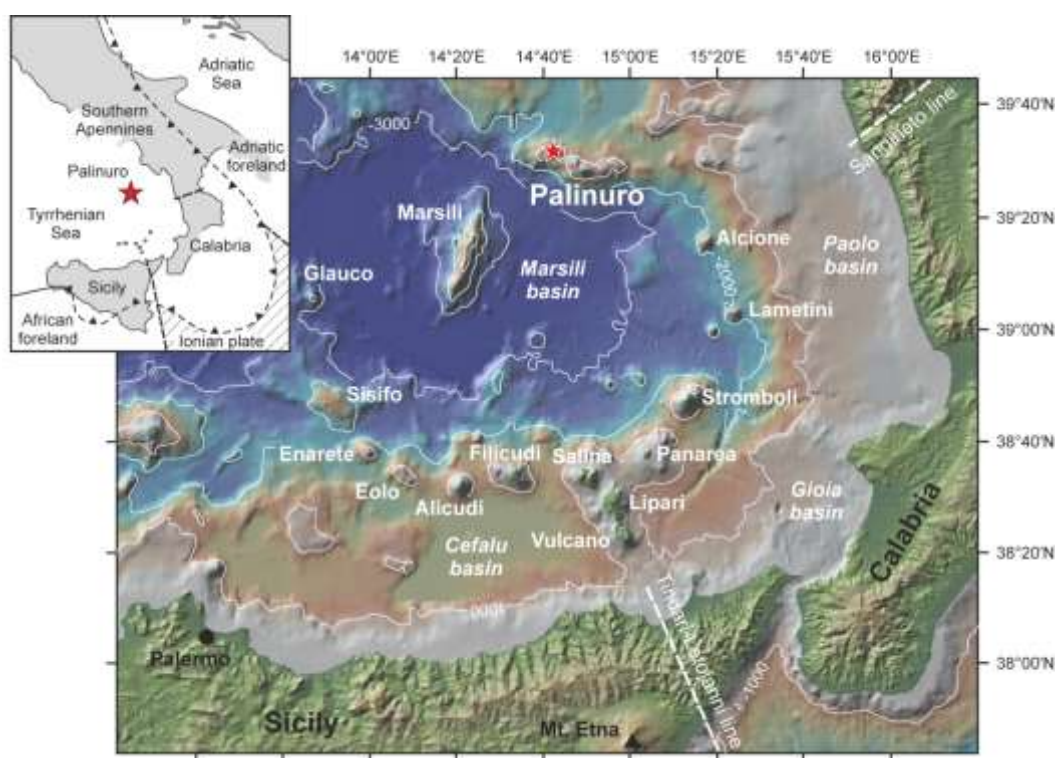 Adriatic
Sea
Southern
Apennines
Adriatic
foreland
Palinuro
Tyrrhenian
Sea
Calabria
Sicily
African
foreland
Ionian plate
14°00'E 14°20'E 14°40'E 15°00'E 15°20'E 15°40'E 16°00'E
39°40'N
39°20'N
39°00'N
38°40'N
38°20'N
38°00'N
-3000
Sangineto line
Palinuro
Marsili
Alcione
Paolo
basin
Marsili
basin
Glauco
-2000
Lametini
Sisifo
Stromboli
Enarete
Filicudi
Salina
Panarea
Eolo
Alicudi
Lipari
Gioia
basin
Vulcano
Cefalu
basin
Calabria
1000
Palermo
-1000
Sicily
Mt. Etna